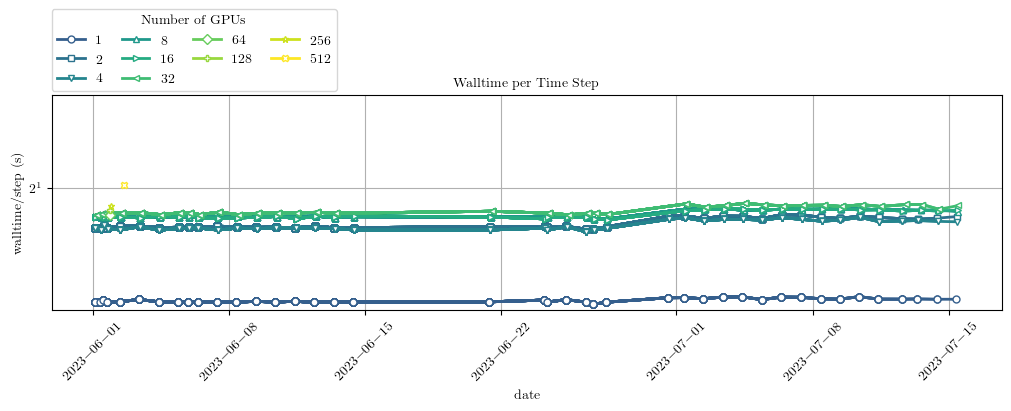 Number of GPUs
1 8 64 256
2 16 128 512
4 32
Walltime per Time Step
walltime/step (s)
2^1
2023-06-01 2023-06-08 2023-06-15 2023-06-22 2023-07-01 2023-07-08 2023-07-15
date